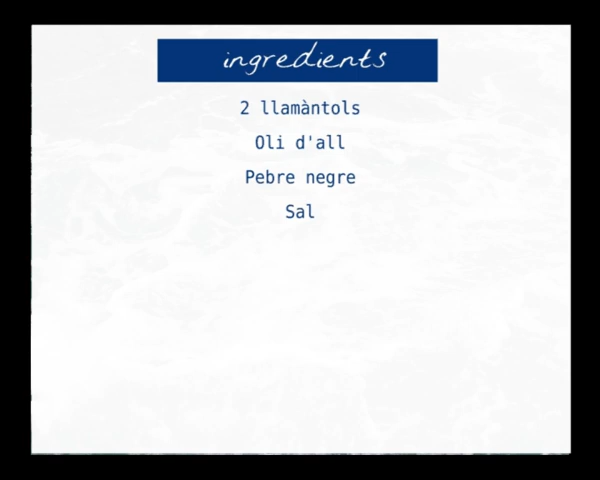 ingredients
2 llamàntols
Oli d'all
Pebre negre
Sal